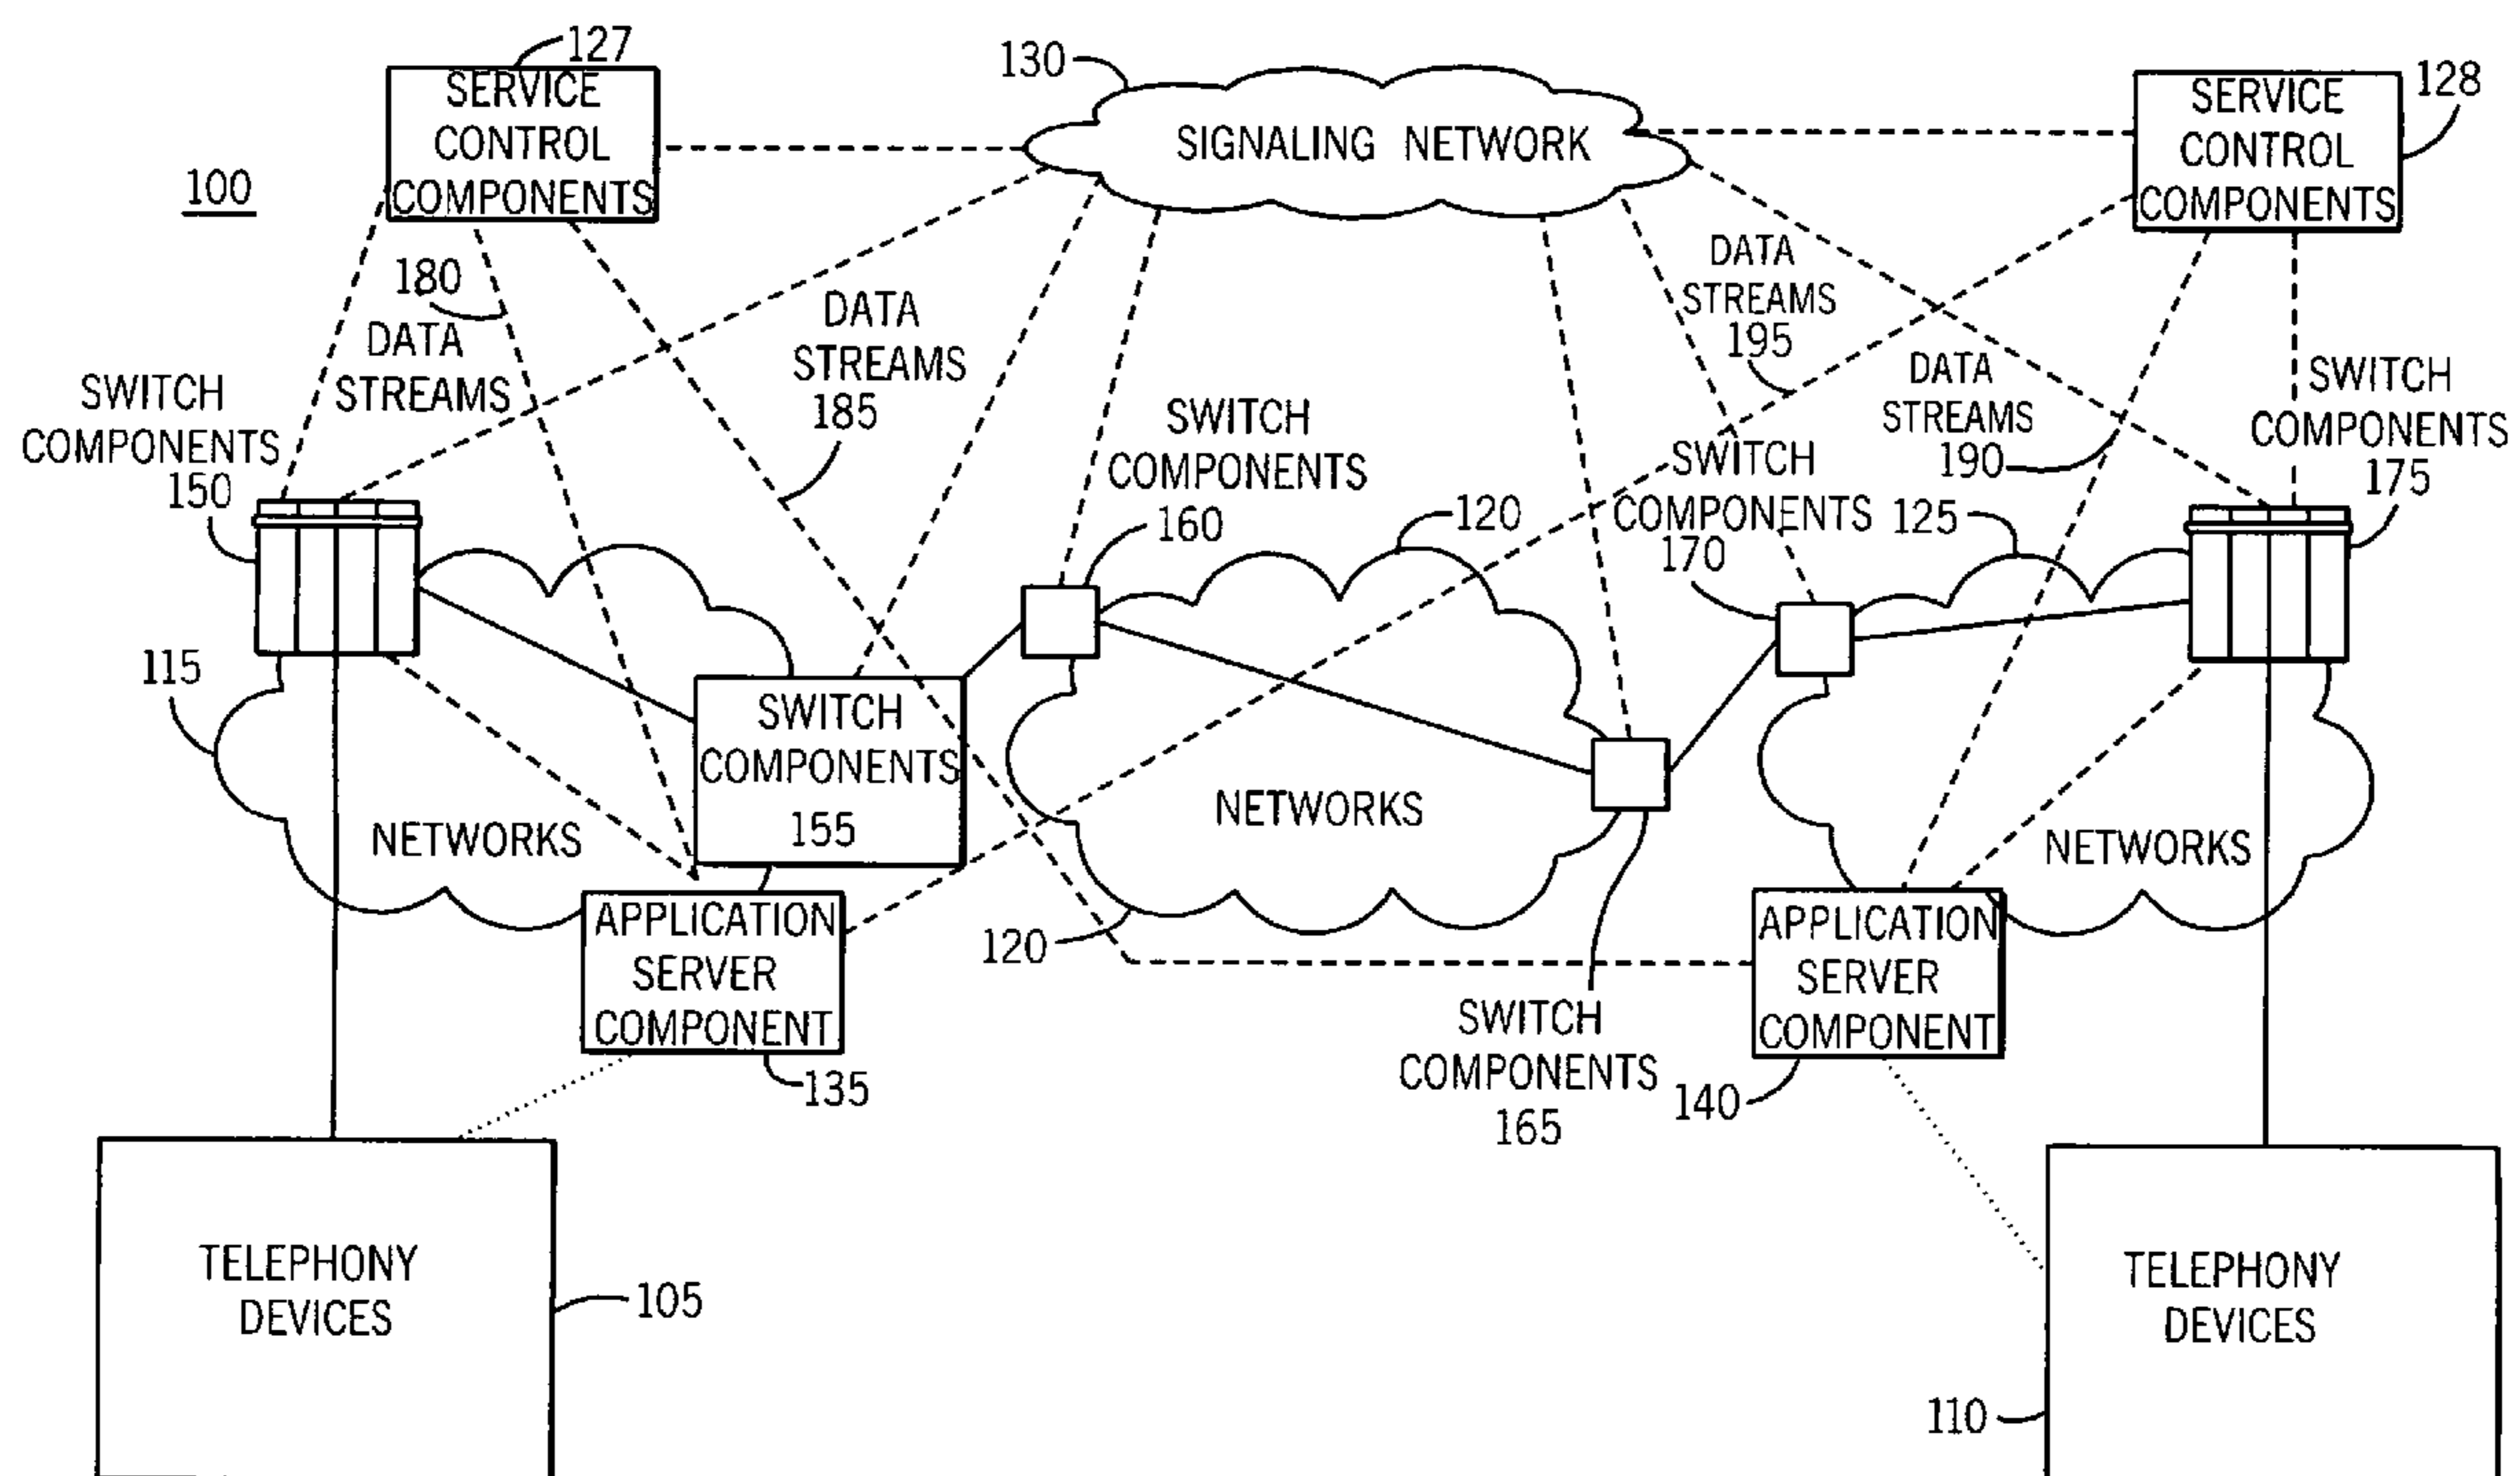 127
SERVICE
CONTROL
COMPONENTS
130
SIGNALING NETWORK
SERVICE
CONTROL
COMPONENTS
128
100
180
DATA
STREAMS
DATA
STREAMS
185
DATA
STREAMS
195
DATA
STREAMS
190
SWITCH
COMPONENTS
150
SWITCH
COMPONENTS
160
120
SWITCH
COMPONENTS
170
125
SWITCH
COMPONENTS
175
115
NETWORKS
SWITCH
COMPONENTS
155
NETWORKS
NETWORKS
APPLICATION
SERVER
COMPONENT
135
120
SWITCH
COMPONENTS
165
APPLICATION
SERVER
COMPONENT
140
TELEPHONY
DEVICES
105
TELEPHONY
DEVICES
110